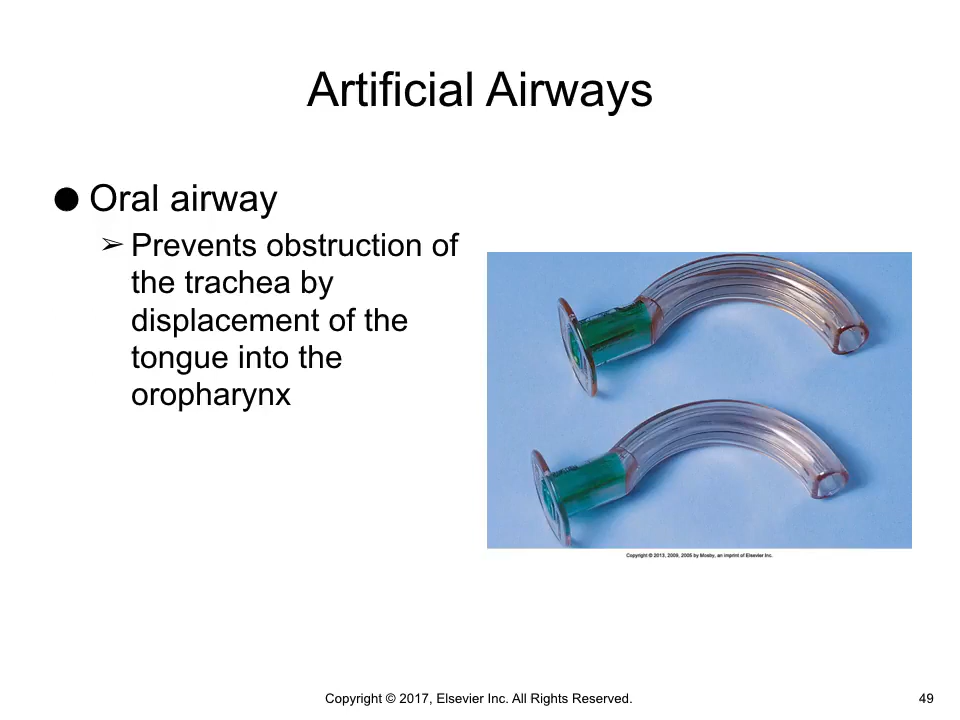 Artificial Airways
● Oral airway
➢ Prevents obstruction of
the trachea by
displacement of the
tongue into the
oropharynx
Copyright © 2013, 2009, 2005 by Mosby, an imprint of Elsevier Inc.
Copyright © 2017, Elsevier Inc. All Rights Reserved.
49